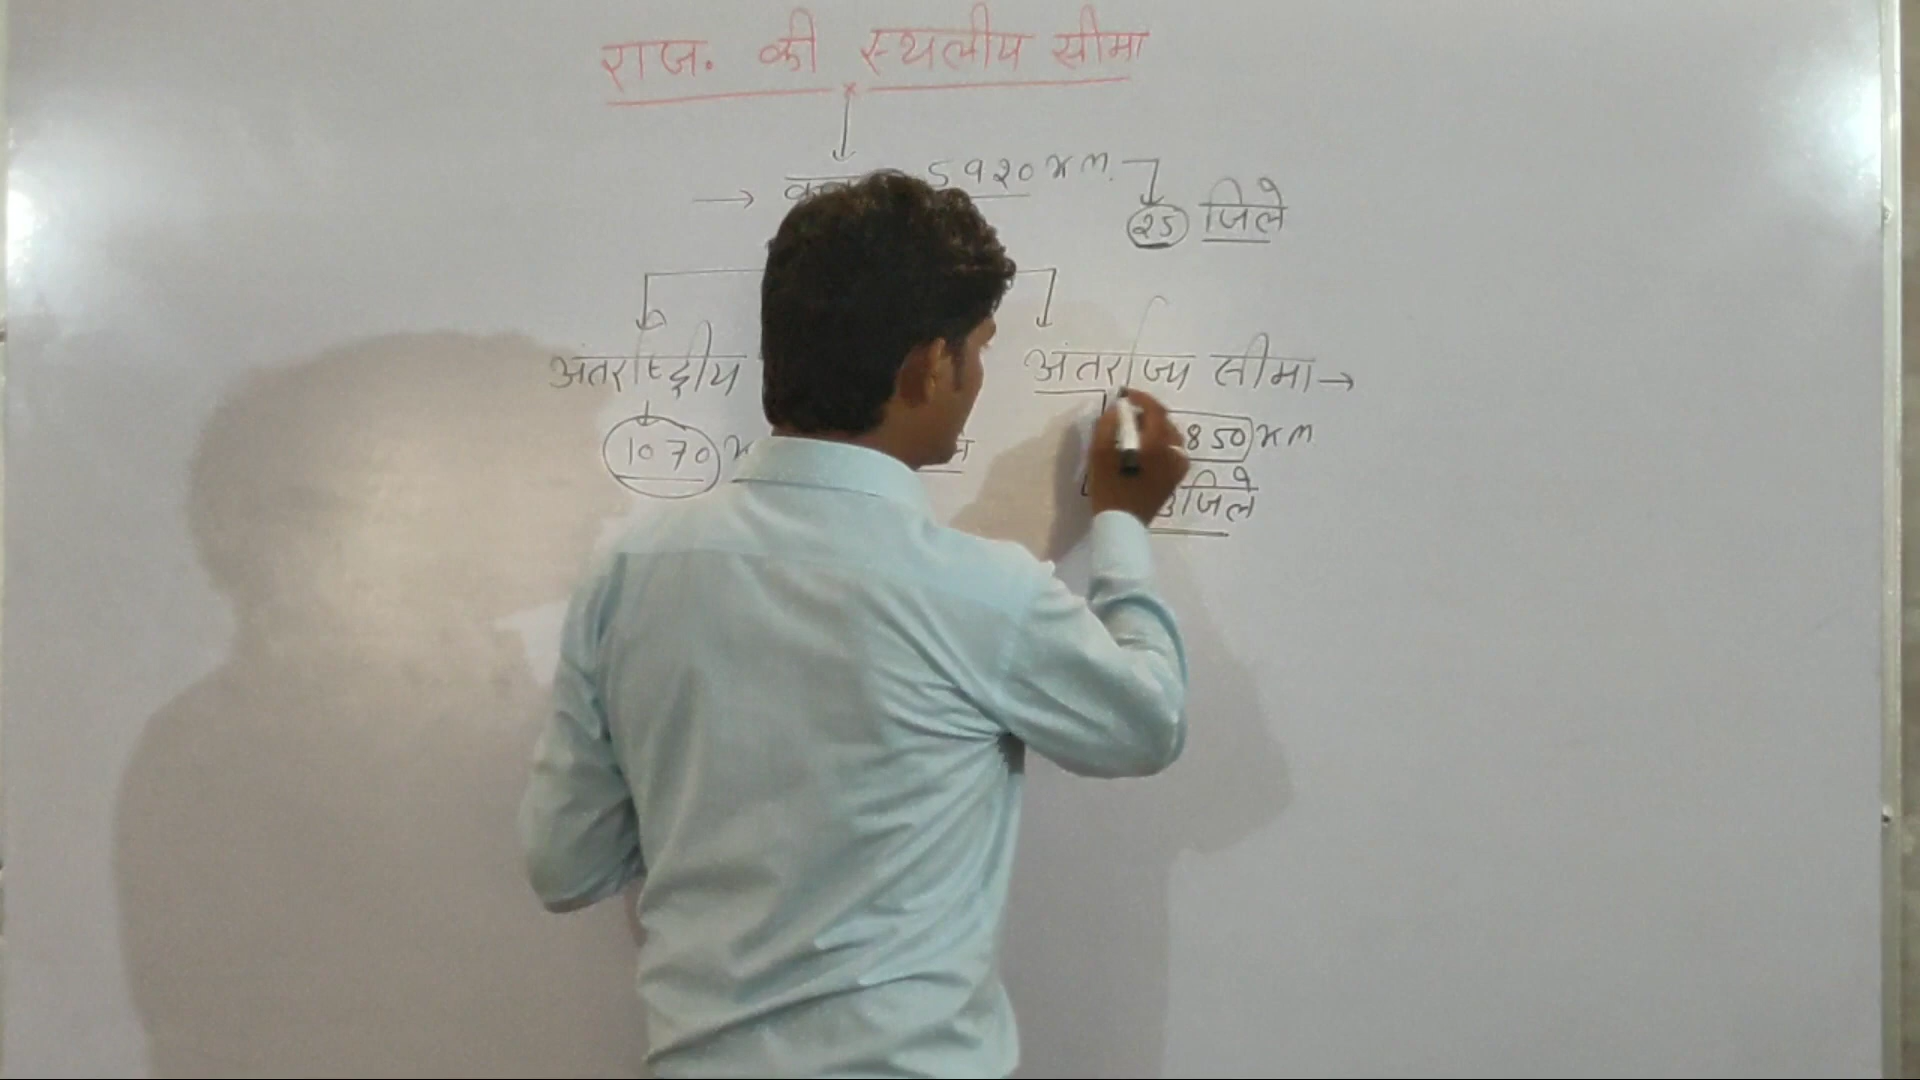 राज. की स्थलीय सीमा
→ 5920 km.
25 जिले
अंतर्राष्ट्रीय अंतर्राज्य सीमा →
1070 850 km
जिले